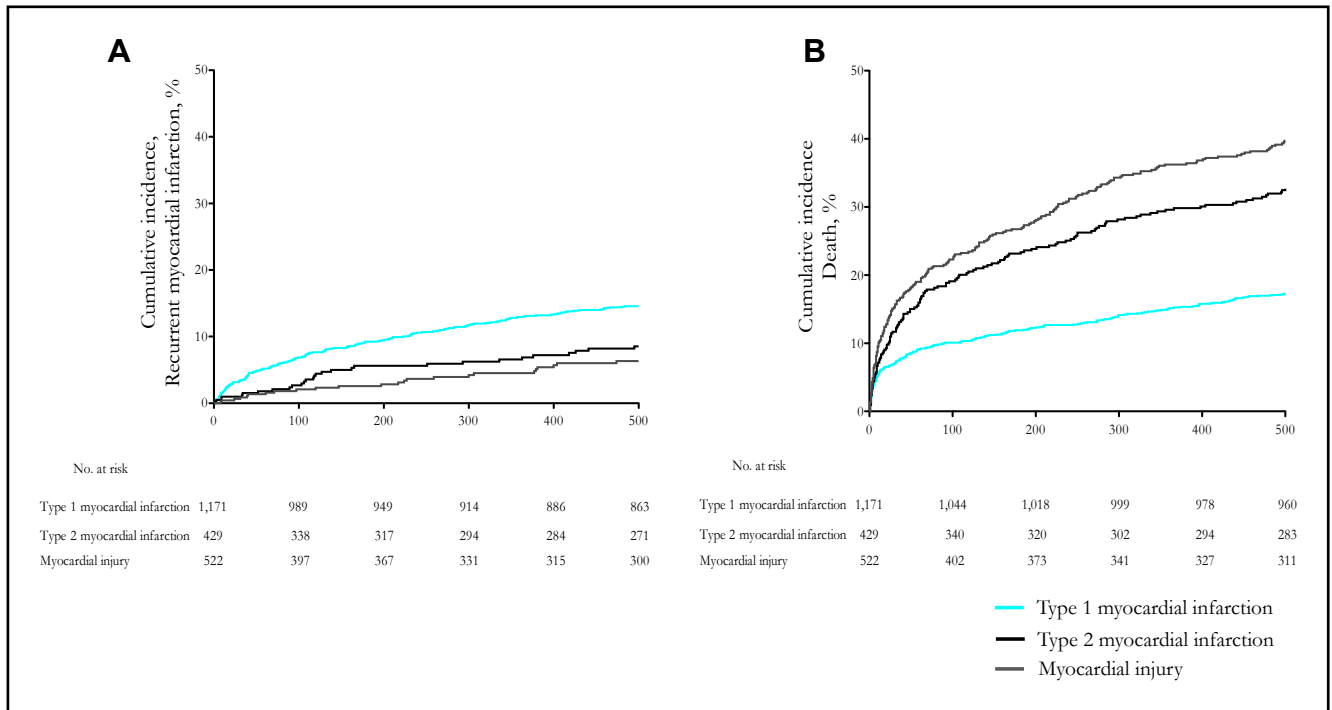 A
Cumulative incidence,
Recurrent myocardial infarction, %
50
40
30
20
10
0
0 100 200 300 400 500
No. at risk
Type 1 myocardial infarction 1,171 989 949 914 886 863
Type 2 myocardial infarction 429 338 317 294 284 271
Myocardial injury 522 397 367 331 315 300
B
Cumulative incidence
Death, %
50
40
30
20
10
0
0 100 200 300 400 500
No. at risk
Type 1 myocardial infarction 1,171 1,044 1,018 999 978 960
Type 2 myocardial infarction 429 340 320 302 294 283
Myocardial injury 522 402 373 341 327 311
Type 1 myocardial infarction
Type 2 myocardial infarction
Myocardial injury